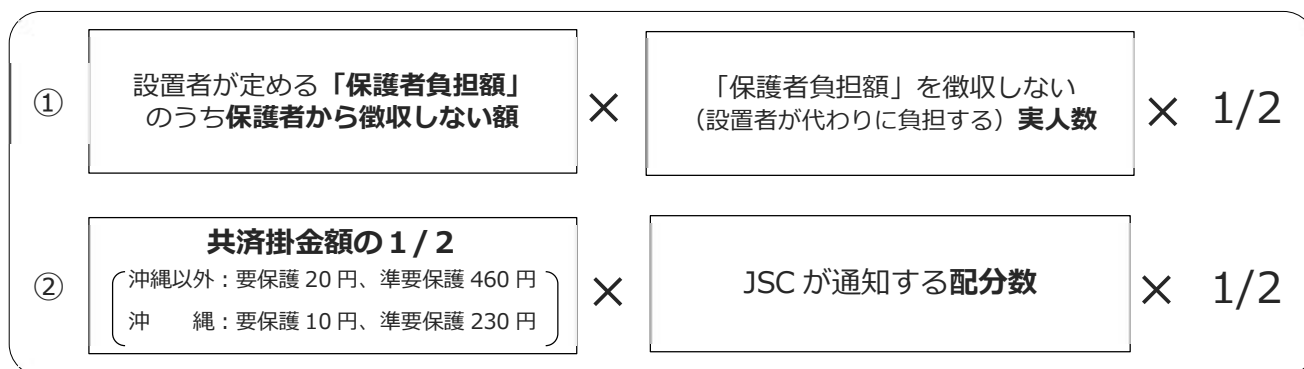 ①
設置者が定める「保護者負担額」
のうち保護者から徴収しない額
×
「保護者負担額」を徴収しない
（設置者が代わりに負担する）実人数
× 1/2
②
共済掛金額の１/２
沖縄以外：要保護 20 円、準要保護 460 円
沖　　縄：要保護 10 円、準要保護 230 円
×
JSC が通知する配分数
× 1/2